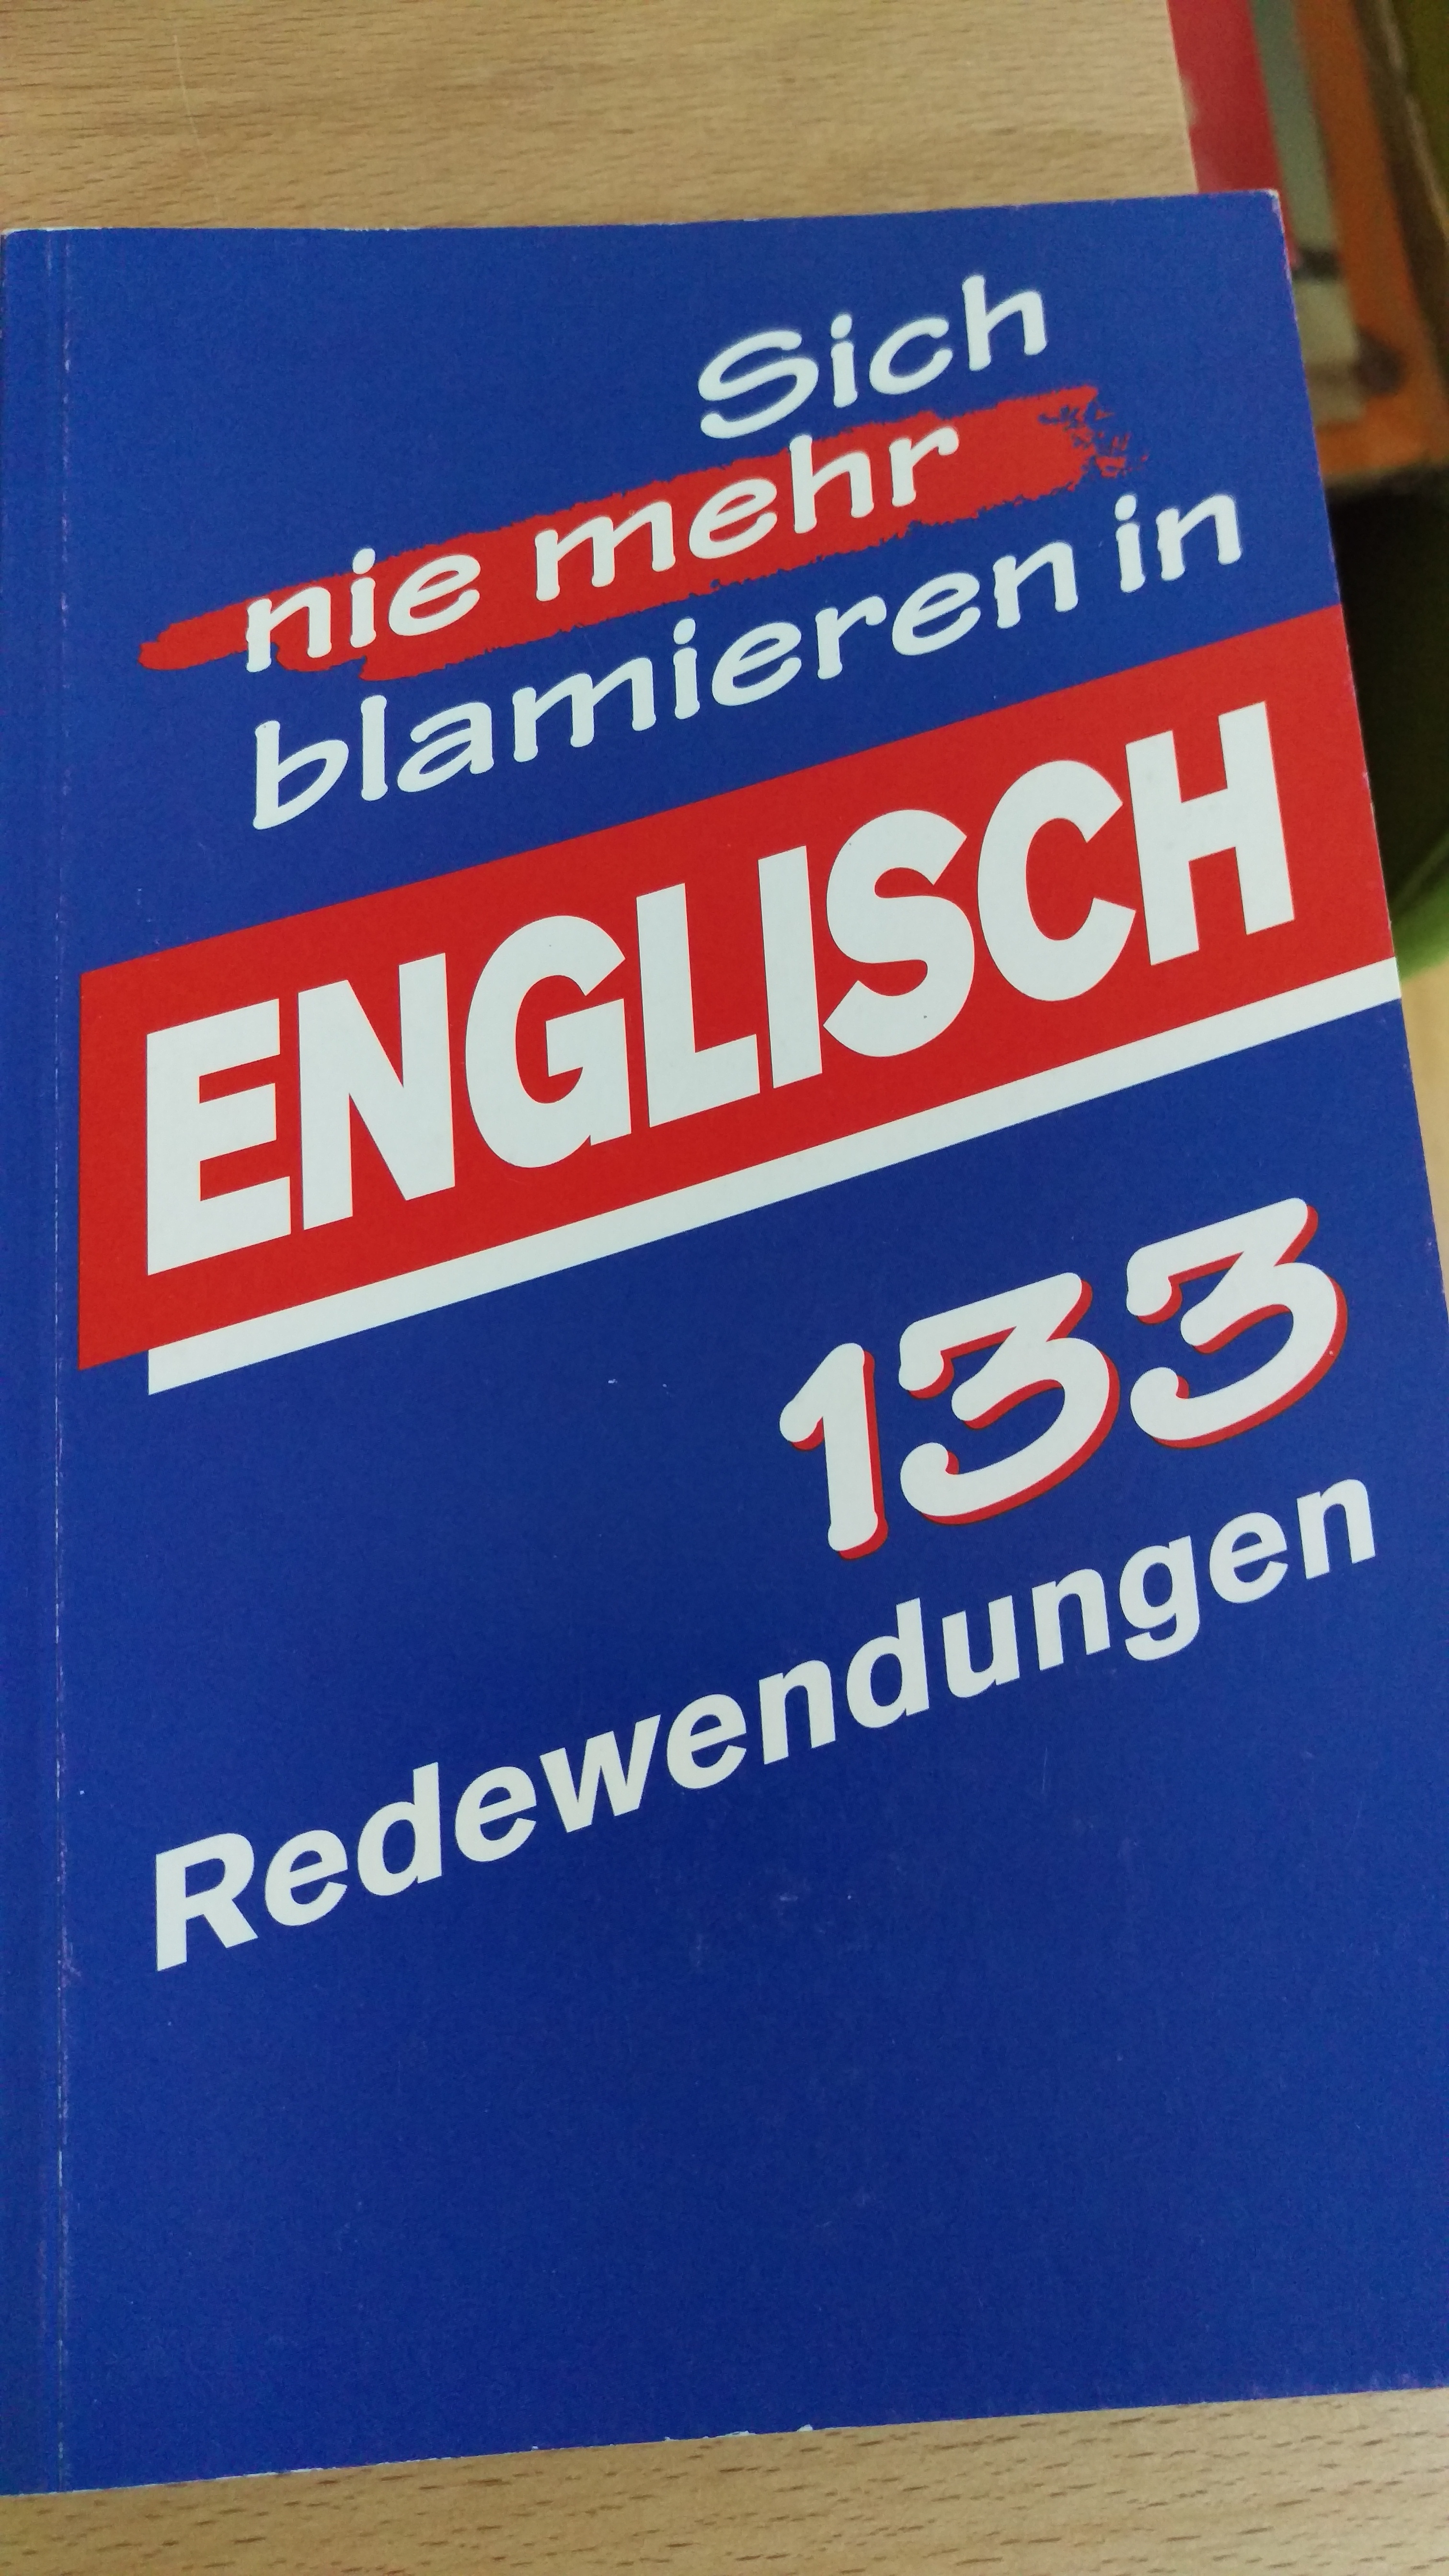 Sich
nie mehr
blamieren in
ENGLISCH
133
Redewendungen